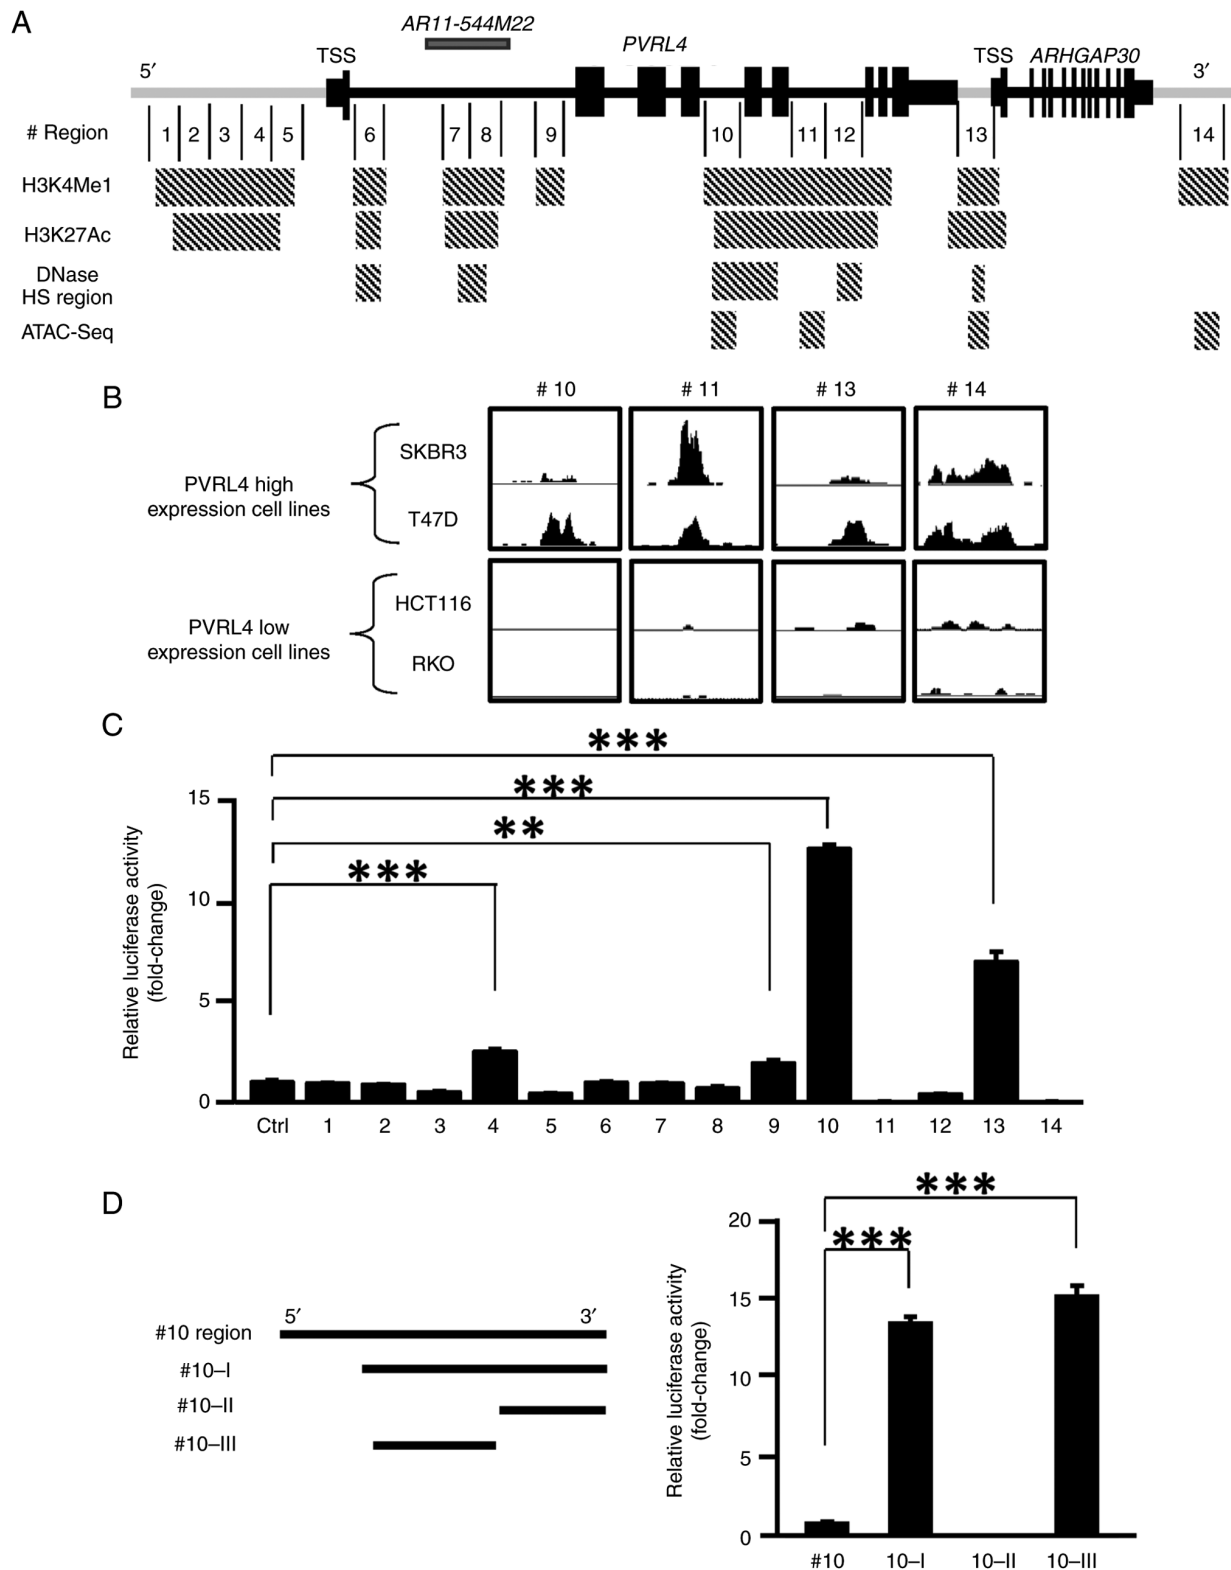 A
AR11-544M22
PVRL4
TSS
TSS
ARHGAP30
5′
3′
# Region
1 2 3 4 5 6 7 8 9 10 11 12 13 14
H3K4Me1
H3K27Ac
DNase
HS region
ATAC-Seq
B
# 10 # 11 # 13 # 14
PVRL4 high
expression cell lines
SKBR3
T47D
PVRL4 low
expression cell lines
HCT116
RKO
C
***
***
**
***
Relative luciferase activity
(fold-change)
15
10
5
0
Ctrl 1 2 3 4 5 6 7 8 9 10 11 12 13 14
D
5′ 3′
#10 region
#10–I
#10–II
#10–III
***
***
Relative luciferase activity
(fold-change)
20
15
10
5
0
#10 10–I 10–II 10–III